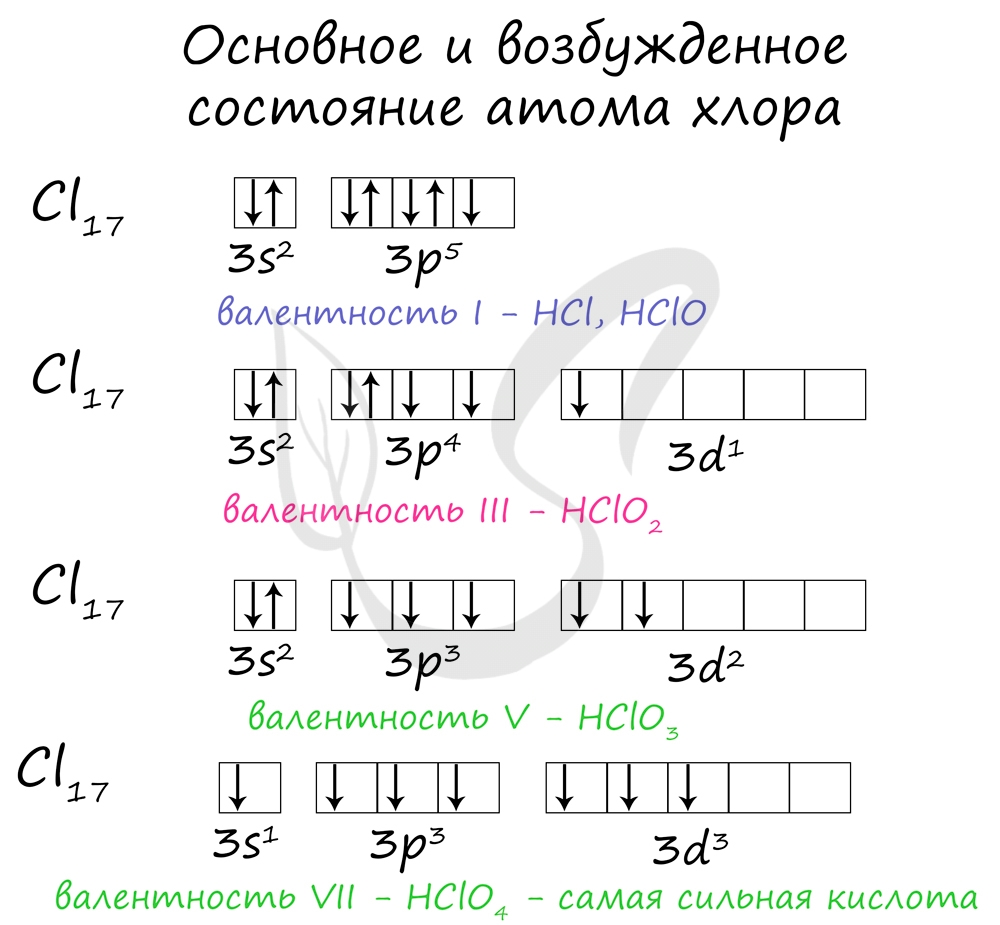 Основное и возбужденное
состояние атома хлора
Cl₁₇
3s² 3p⁵
валентность I - HCl, HClO
Cl₁₇
3s² 3p⁴ 3d¹
валентность III - HClO₂
Cl₁₇
3s² 3p³ 3d²
валентность V - HClO₃
Cl₁₇
3s¹ 3p³ 3d³
валентность VII - HClO₄ - самая сильная кислота